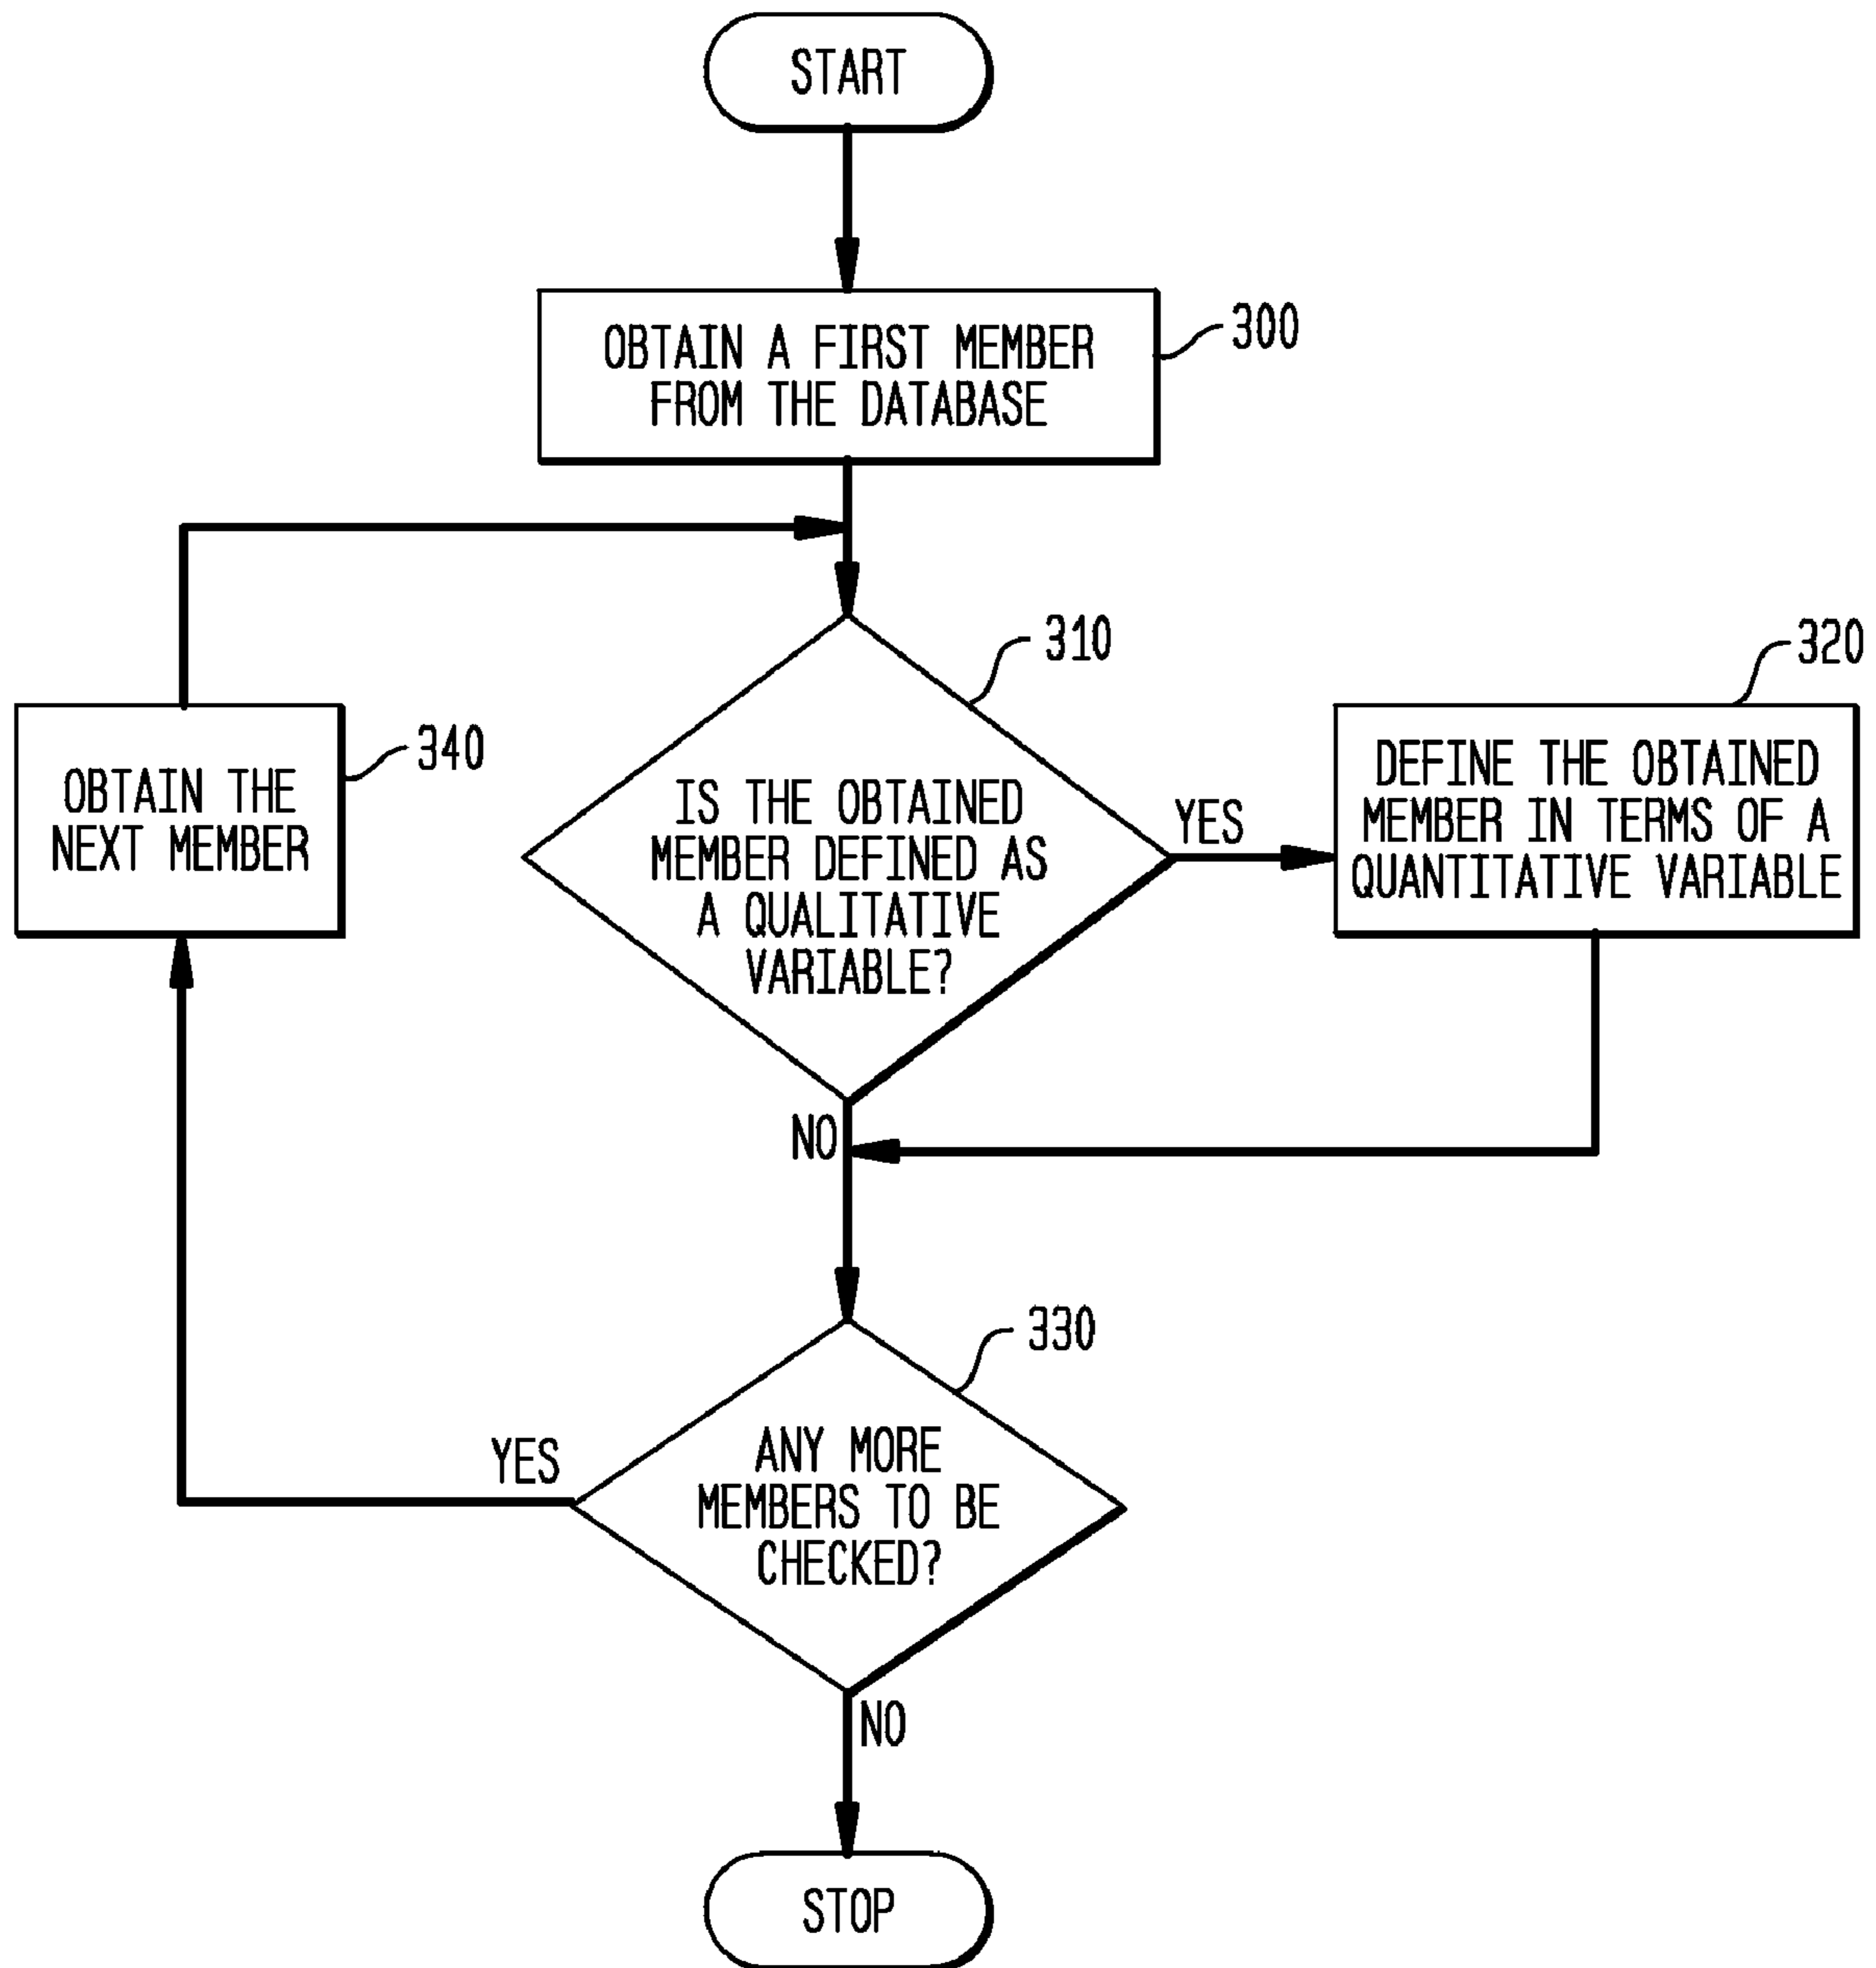 START
OBTAIN A FIRST MEMBER
FROM THE DATABASE
300
310
IS THE OBTAINED
MEMBER DEFINED AS
A QUALITATIVE
VARIABLE?
YES
320
DEFINE THE OBTAINED
MEMBER IN TERMS OF A
QUANTITATIVE VARIABLE
340
OBTAIN THE
NEXT MEMBER
NO
330
ANY MORE
MEMBERS TO BE
CHECKED?
YES
NO
STOP